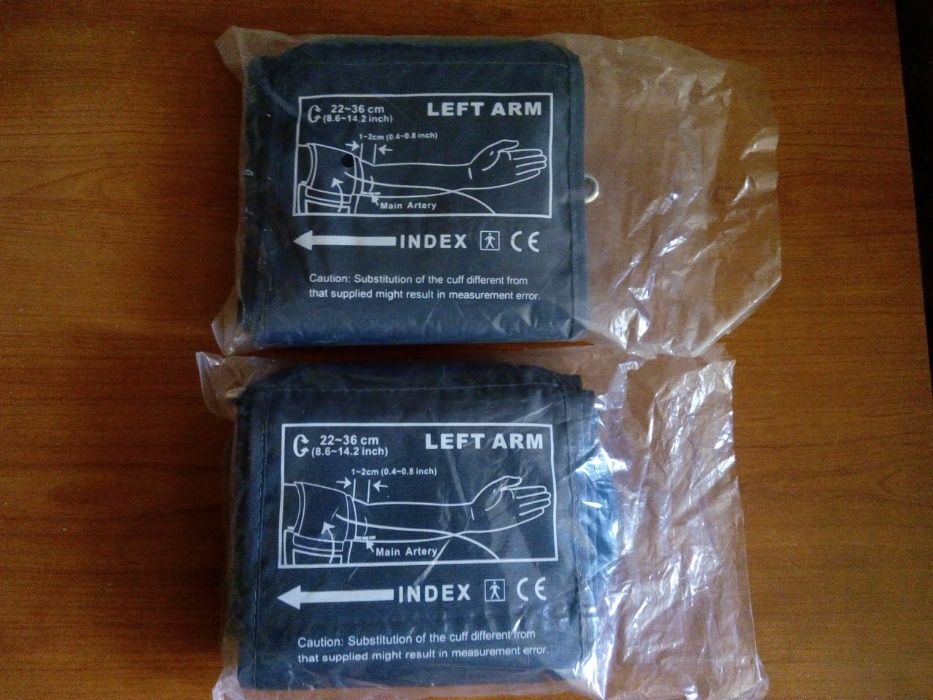 22~36 cm
(8.6~14.2 inch)
LEFT ARM
1~2cm (0.4~0.8 inch)
Main Artery
INDEX CE
Caution: Substitution of the cuff different from
that supplied might result in measurement error.
22~36 cm
(8.6~14.2 inch)
LEFT ARM
1~2cm (0.4~0.8 inch)
Main Artery
INDEX CE
Caution: Substitution of the cuff different from
that supplied might result in measurement error.